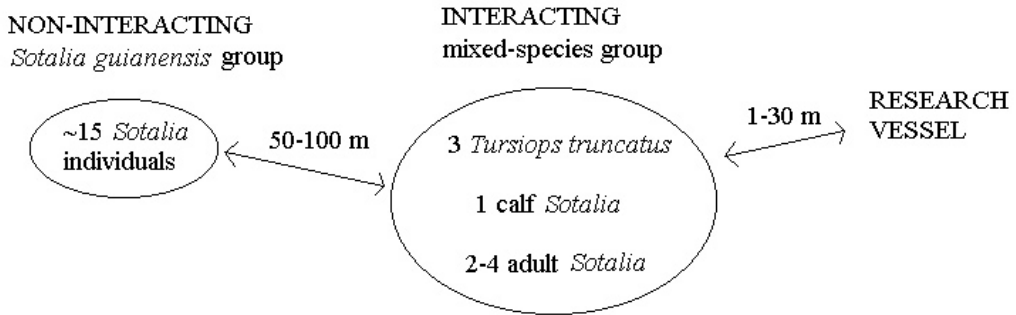 NON-INTERACTING
Sotalia guianensis group
~15 Sotalia
individuals
50-100 m
INTERACTING
mixed-species group
3 Tursiops truncatus
1 calf Sotalia
2-4 adult Sotalia
1-30 m
RESEARCH
VESSEL